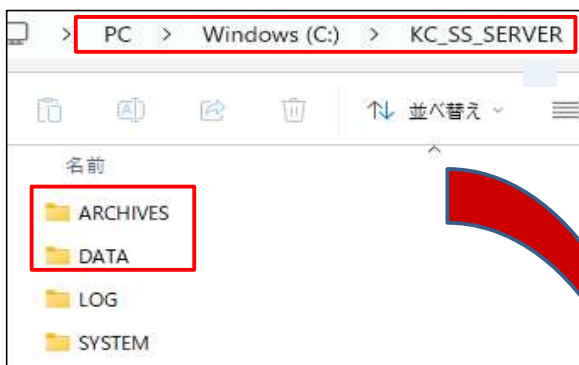 > PC > Windows (C:) > KC_SS_SERVER
並べ替え
名前
ARCHIVES
DATA
LOG
SYSTEM